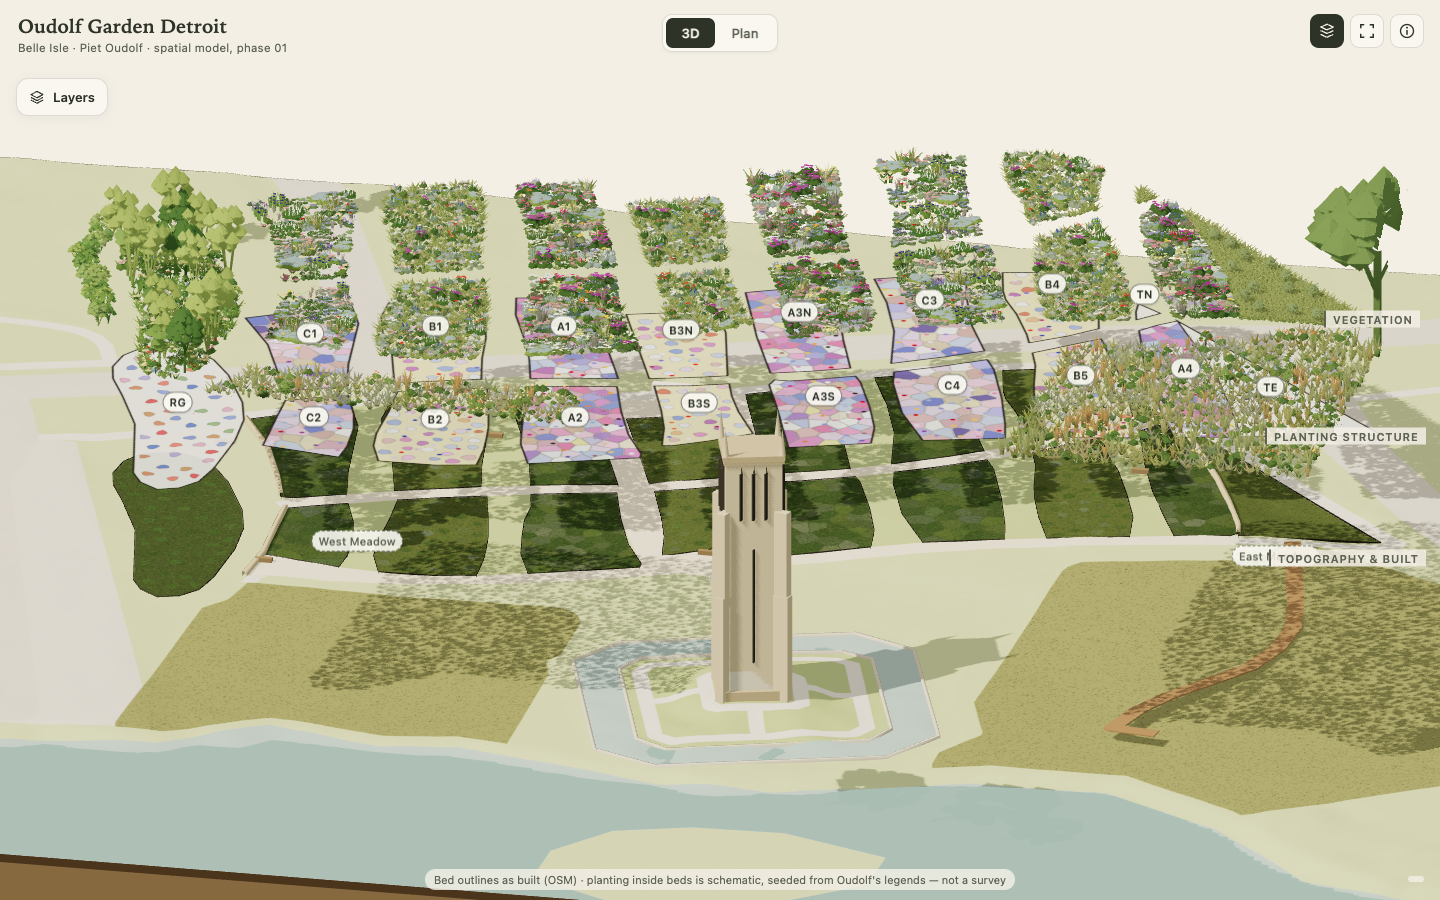 Oudolf Garden Detroit
Belle Isle · Piet Oudolf · spatial model, phase 01
3D
Plan
Layers
C1
B1
A1
B3N
A3N
C3
B4
TN
VEGETATION
RG
C2
B2
A2
B3S
A3S
C4
B5
A4
TE
PLANTING STRUCTURE
West Meadow
East
TOPOGRAPHY & BUILT
Bed outlines as built (OSM) · planting inside beds is schematic, seeded from Oudolf's legends — not a survey